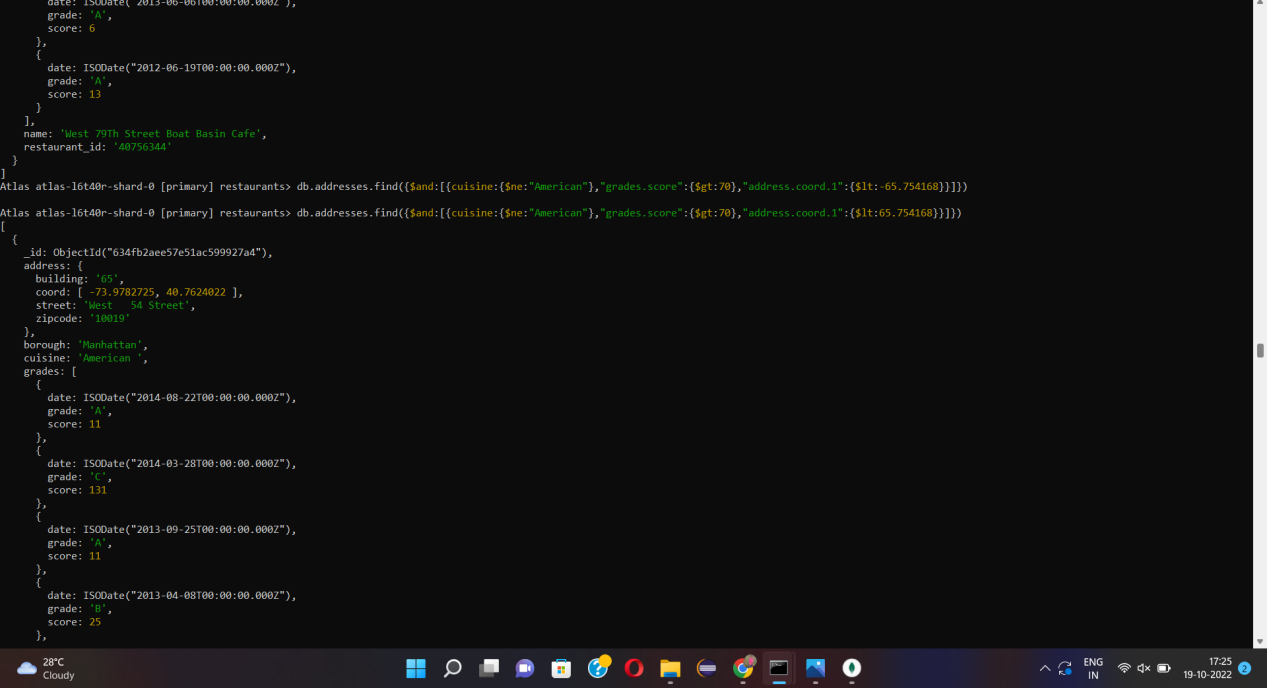 date: ISODate("2013-06-06T00:00:00.000Z"),
grade: 'A',
score: 6
},
{
date: ISODate("2012-06-19T00:00:00.000Z"),
grade: 'A',
score: 13
}
],
name: 'West 79Th Street Boat Basin Cafe',
restaurant_id: '40756344'
}
]
Atlas atlas-l6t40r-shard-0 [primary] restaurants> db.addresses.find({$and:[{cuisine:{$ne:"American"},"grades.score":{$gt:70},"address.coord.1":{$lt:-65.754168}}]})
Atlas atlas-l6t40r-shard-0 [primary] restaurants> db.addresses.find({$and:[{cuisine:{$ne:"American"},"grades.score":{$gt:70},"address.coord.1":{$lt:65.754168}}]})
[
{
_id: ObjectId("634fb2aee57e51ac599927a4"),
address: {
building: '65',
coord: [ -73.9782725, 40.7624022 ],
street: 'West   54 Street',
zipcode: '10019'
},
borough: 'Manhattan',
cuisine: 'American ',
grades: [
{
date: ISODate("2014-08-22T00:00:00.000Z"),
grade: 'A',
score: 11
},
{
date: ISODate("2014-03-28T00:00:00.000Z"),
grade: 'C',
score: 131
},
{
date: ISODate("2013-09-25T00:00:00.000Z"),
grade: 'A',
score: 11
},
{
date: ISODate("2013-04-08T00:00:00.000Z"),
grade: 'B',
score: 25
},
28°C
Cloudy
ENG
IN
17:25
19-10-2022
2